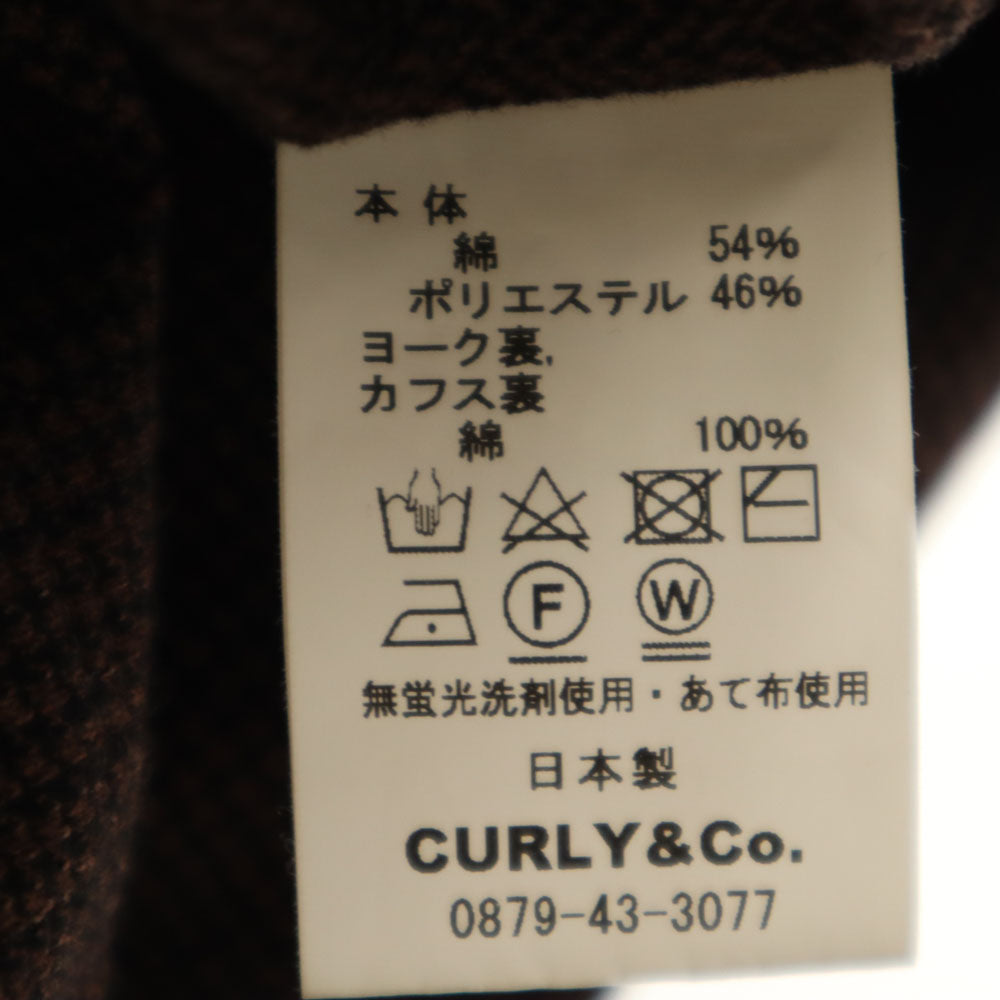 本体
綿 54%
ポリエステル 46%
ヨーク裏,
カフス裏
綿 100%
F W
無蛍光洗剤使用・あて布使用
日本製
CURLY&Co.
0879-43-3077